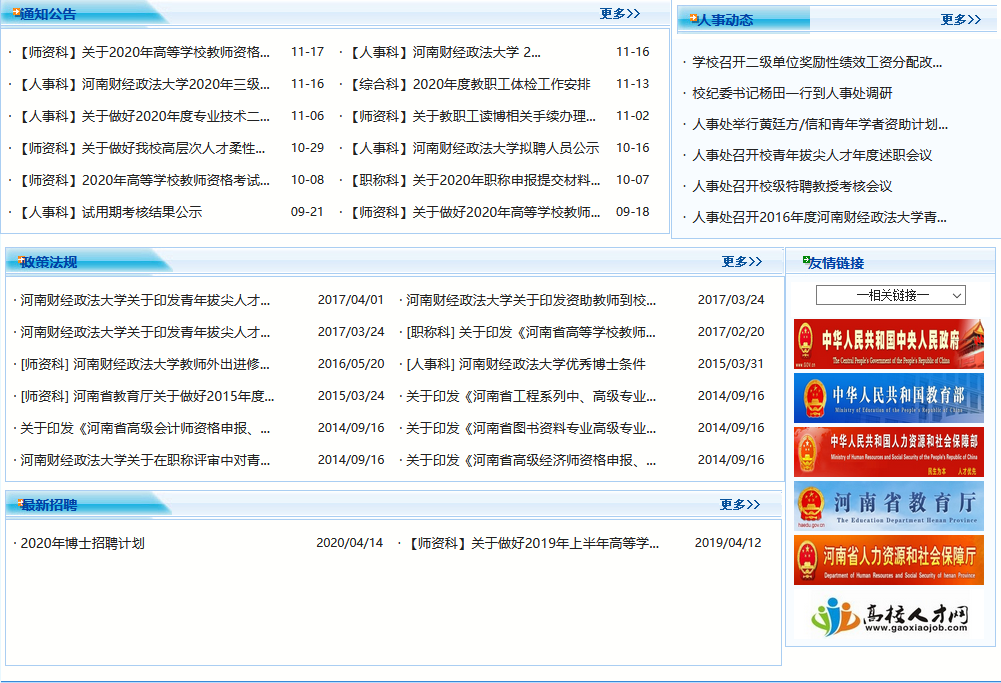 通知公告 更多>>
·【师资科】关于2020年高等学校教师资格... 11-17 ·【人事科】河南财经政法大学 2... 11-16
·【人事科】河南财经政法大学2020年三级... 11-16 ·【综合科】2020年度教职工体检工作安排 11-13
·【人事科】关于做好2020年度专业技术二... 11-06 ·【师资科】关于教职工读博相关手续办理... 11-02
·【师资科】关于做好我校高层次人才柔性... 10-29 ·【人事科】河南财经政法大学拟聘人员公示 10-16
·【师资科】2020年高等学校教师资格考试... 10-08 ·【职称科】关于2020年职称申报提交材料... 10-07
·【人事科】试用期考核结果公示 09-21 ·【师资科】关于做好2020年高等学校教师... 09-18
人事动态 更多>>
· 学校召开二级单位奖励性绩效工资分配改...
· 校纪委书记杨田一行到人事处调研
· 人事处举行黄廷方/信和青年学者资助计划...
· 人事处召开校青年拔尖人才年度述职会议
· 人事处召开校级特聘教授考核会议
· 人事处召开2016年度河南财经政法大学青...
政策法规 更多>>
· 河南财经政法大学关于印发青年拔尖人才... 2017/04/01 · 河南财经政法大学关于印发资助教师到校... 2017/03/24
· 河南财经政法大学关于印发青年拔尖人才... 2017/03/24 · [职称科] 关于印发《河南省高等学校教师... 2017/02/20
· [师资科] 河南财经政法大学教师外出进修... 2016/05/20 · [人事科] 河南财经政法大学优秀博士条件 2015/03/31
· [师资科] 河南省教育厅关于做好2015年度... 2015/03/24 · 关于印发《河南省工程系列中、高级专业... 2014/09/16
· 关于印发《河南省高级会计师资格申报、... 2014/09/16 · 关于印发《河南省图书资料专业高级专业... 2014/09/16
· 河南财经政法大学关于在职称评审中对青... 2014/09/16 · 关于印发《河南省高级经济师资格申报、... 2014/09/16
最新招聘 更多>>
· 2020年博士招聘计划 2020/04/14 ·【师资科】关于做好2019年上半年高等学... 2019/04/12
友情链接
—相关链接—
中华人民共和国中央人民政府
The Central People's Government of the People's Republic of China
中华人民共和国教育部
Ministry of Education of the People's Republic of China
中华人民共和国人力资源和社会保障部
Ministry of Human Resources and Social Security of the People's Republic of China
民生为本 人才优先
河南省教育厅
haedu.gov.cn The Education Department Henan Province
河南省人力资源和社会保障厅
Department of Human Resources and Social Security of henan Province
高校人才网
www.gaoxiaojob.com